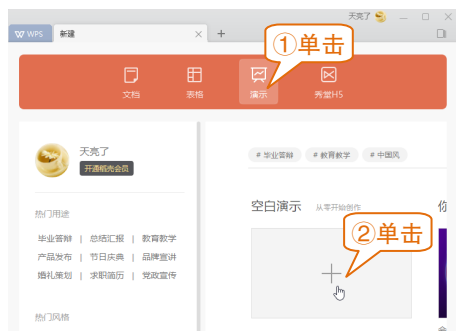 天亮了
WPS 新建
①单击
文档 表格 演示 秀堂H5
天亮了
开通稻壳会员
# 毕业答辩 # 教育教学 # 中国风
热门用途
毕业答辩 | 总结汇报 | 教育教学
产品发布 | 节日庆典 | 品牌宣讲
婚礼策划 | 求职简历 | 党政宣传
热门风格
空白演示 从零开始创作
你
②单击